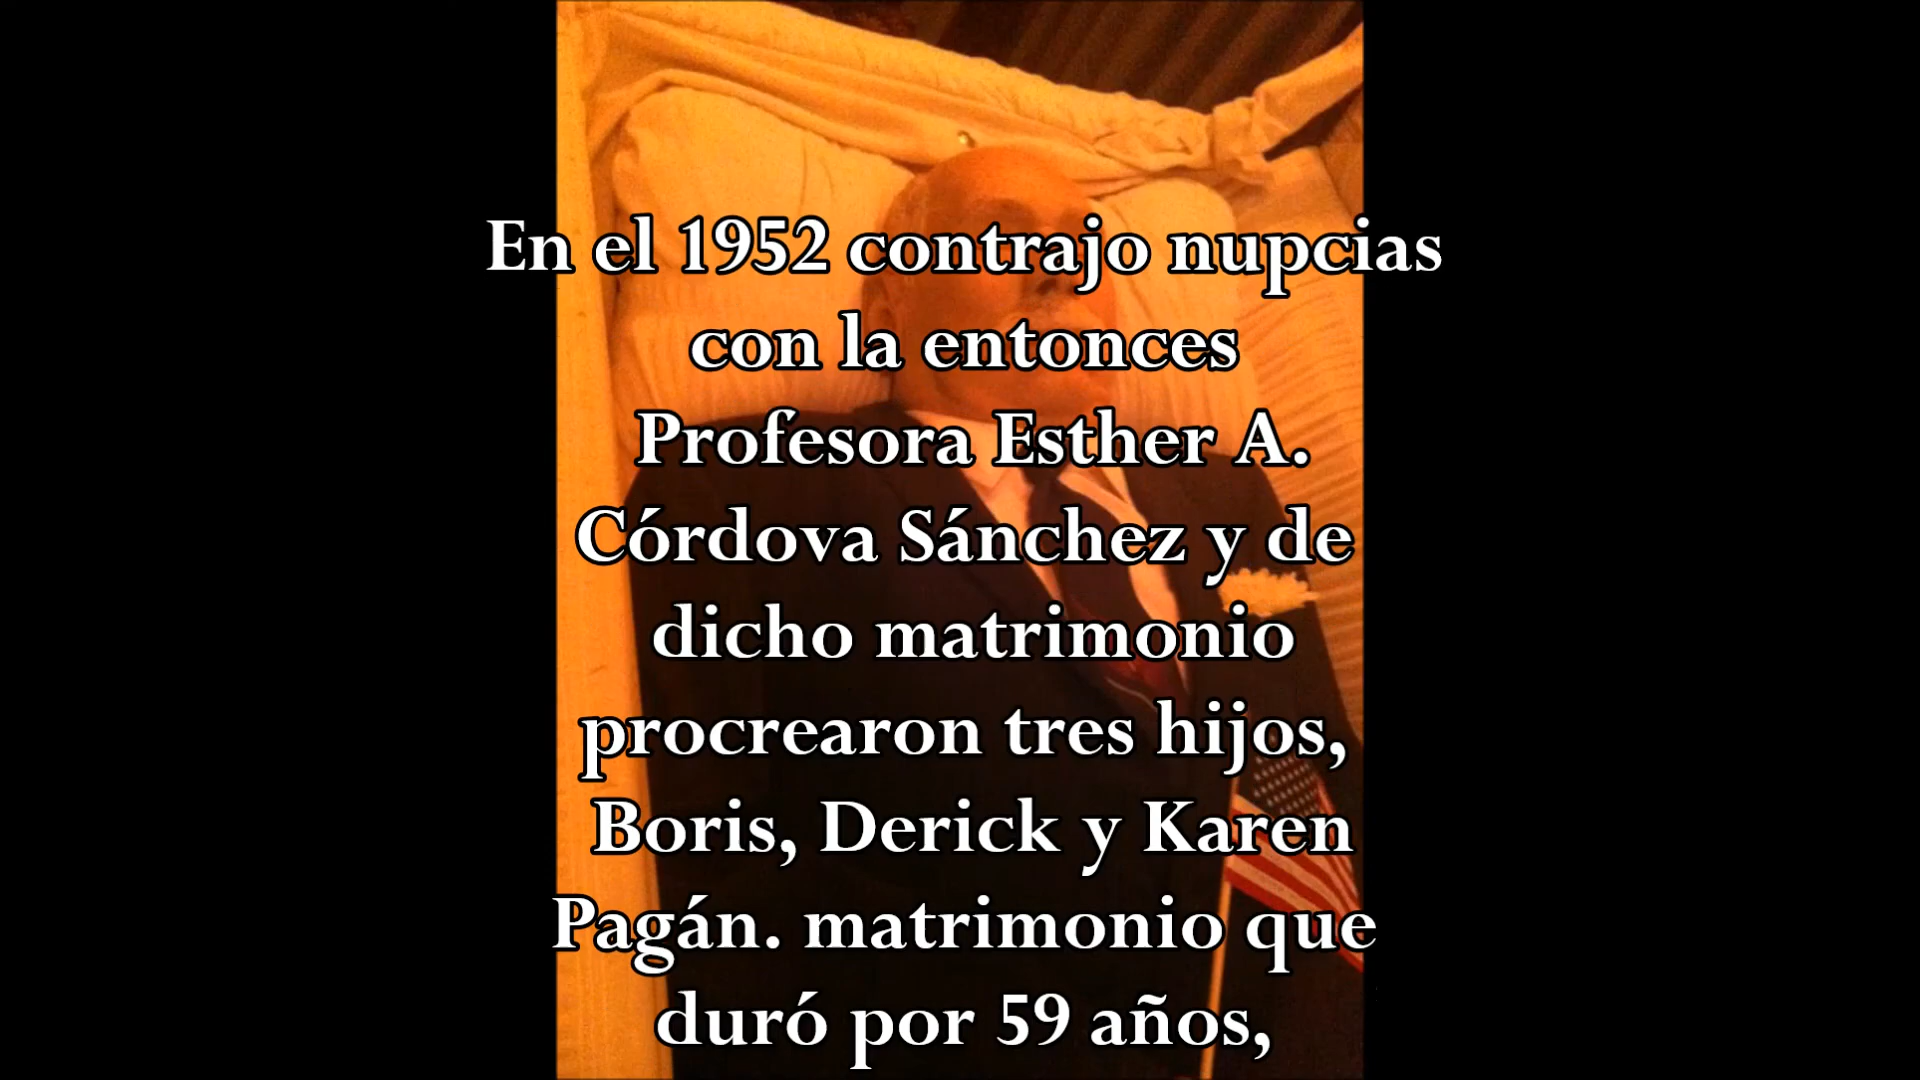 En el 1952 contrajo nupcias
con la entonces
Profesora Esther A.
Córdova Sánchez y de
dicho matrimonio
procrearon tres hijos,
Boris, Derick y Karen
Pagán. matrimonio que
duró por 59 años,